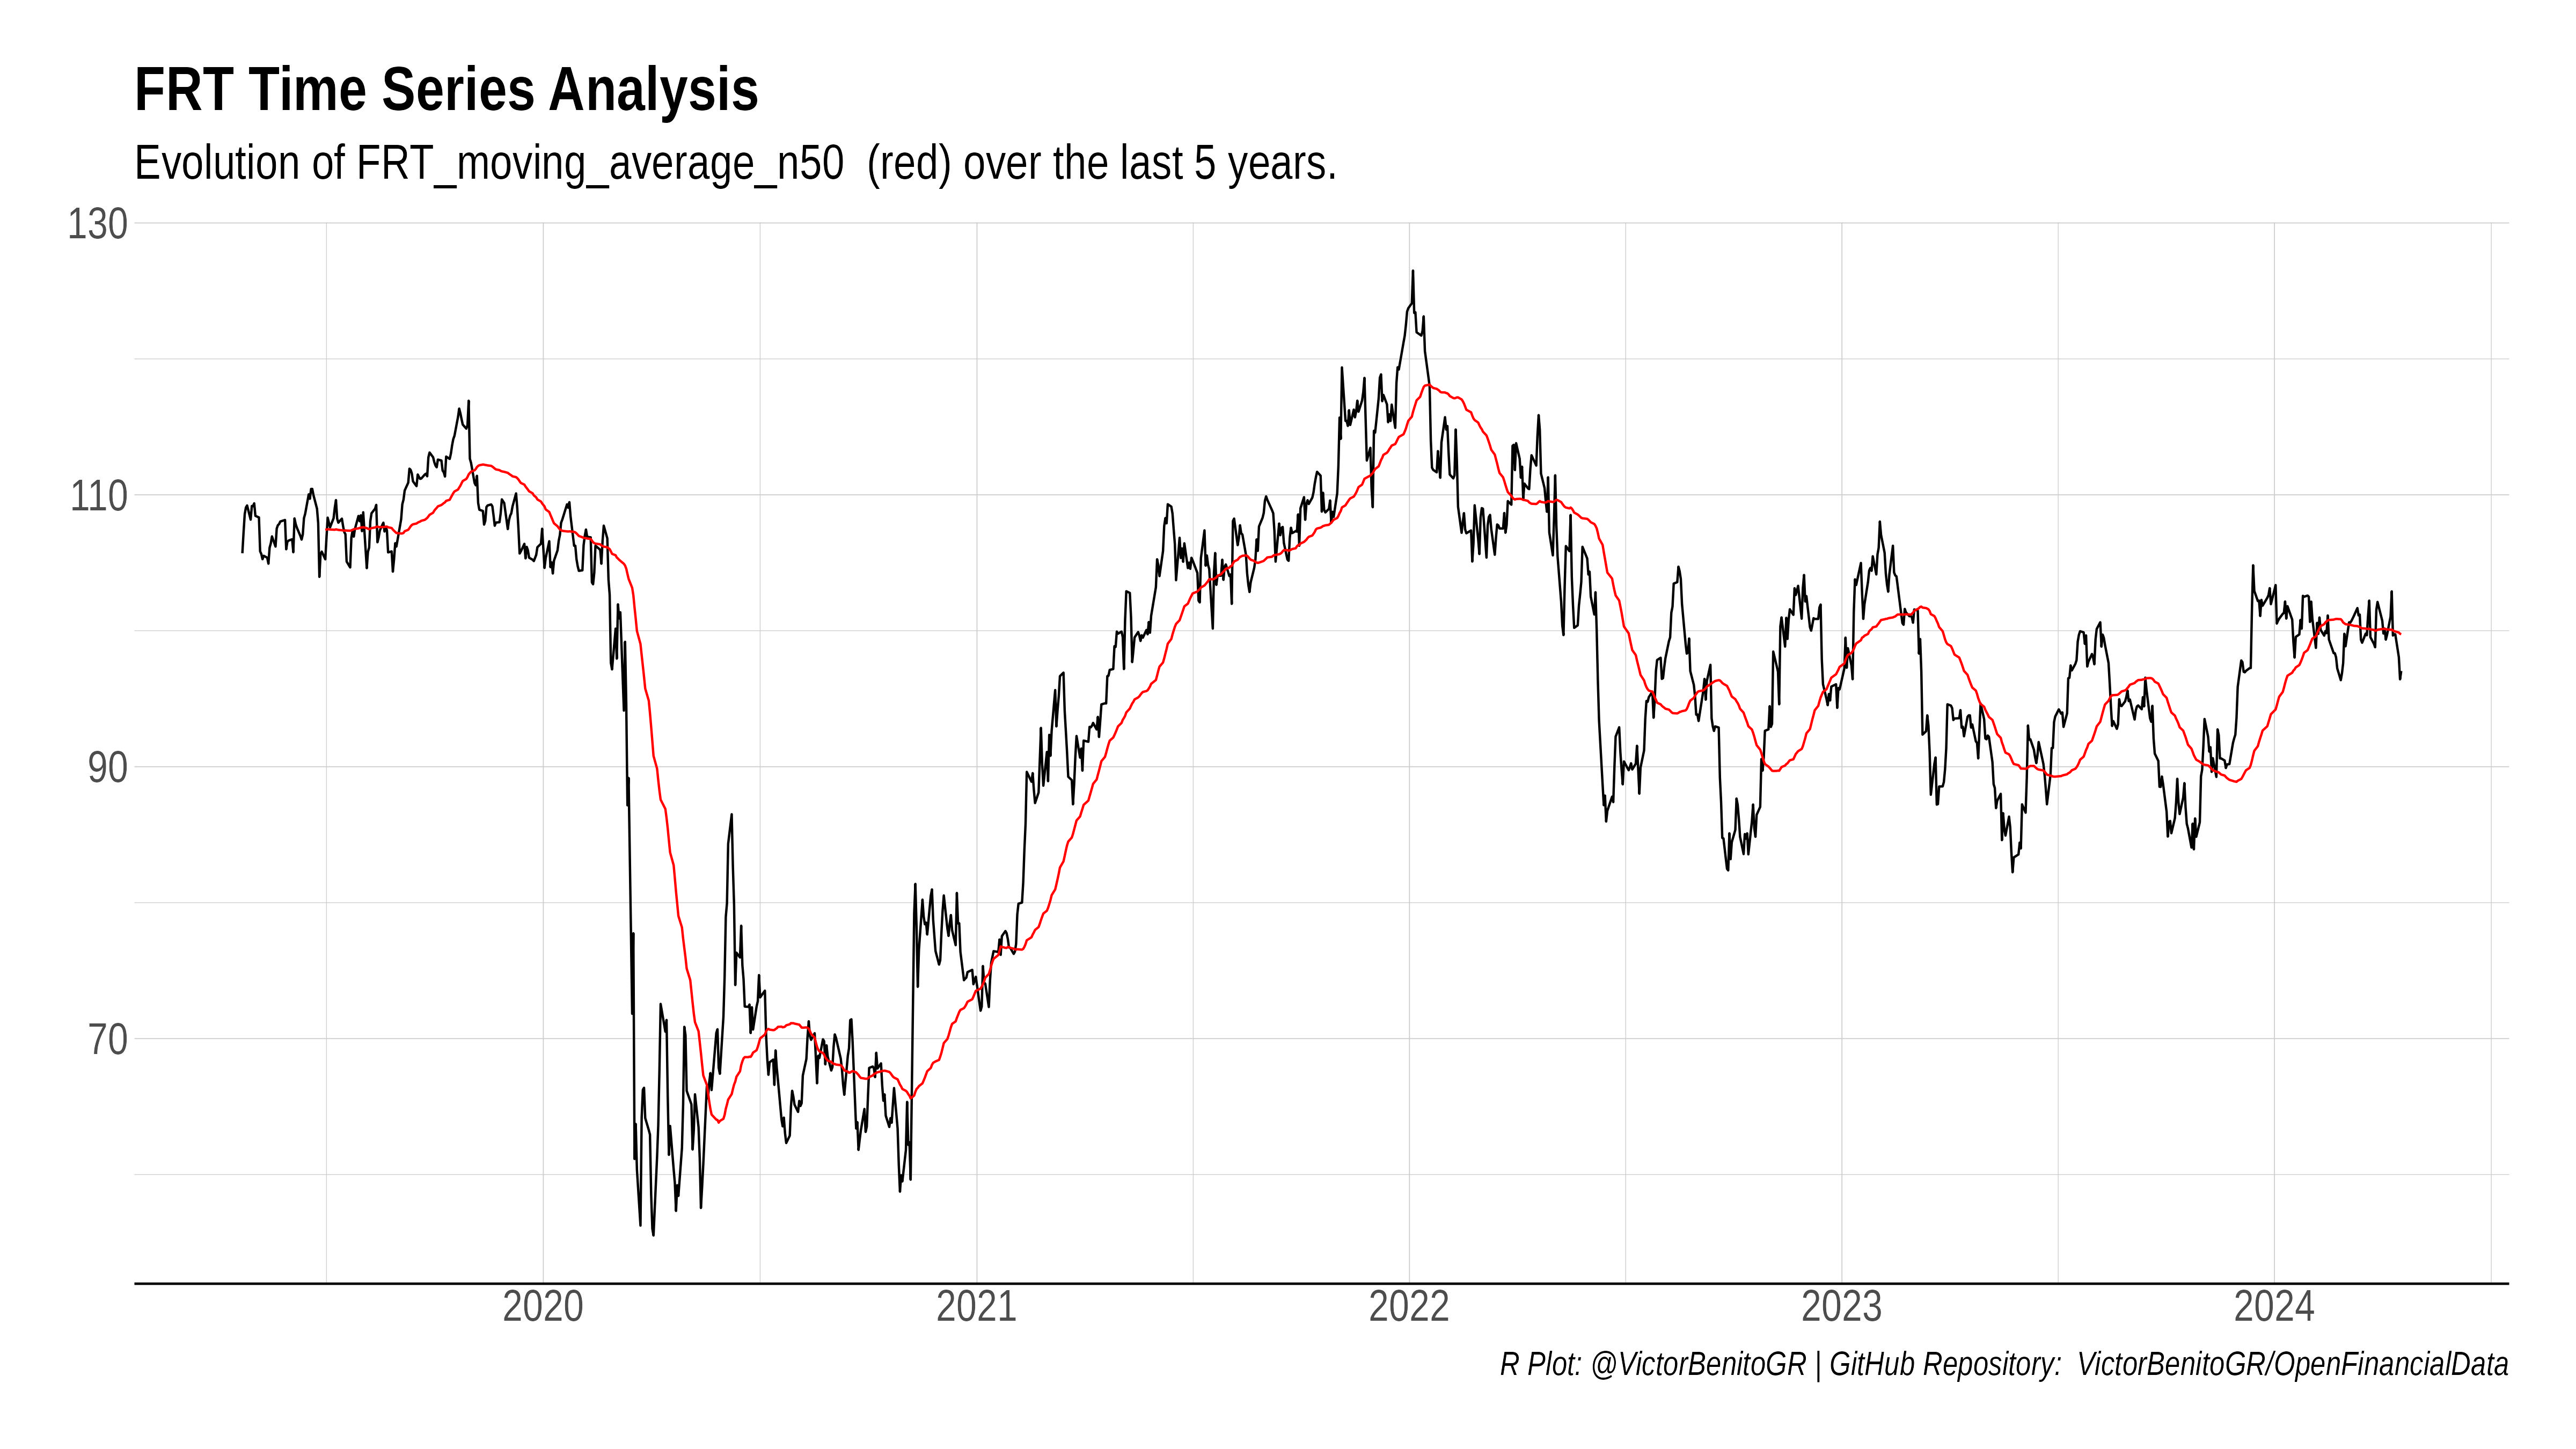 FRT Time Series Analysis
Evolution of FRT_moving_average_n50  (red) over the last 5 years.
130
110
90
70
2020 2021 2022 2023 2024
R Plot: @VictorBenitoGR | GitHub Repository:  VictorBenitoGR/OpenFinancialData